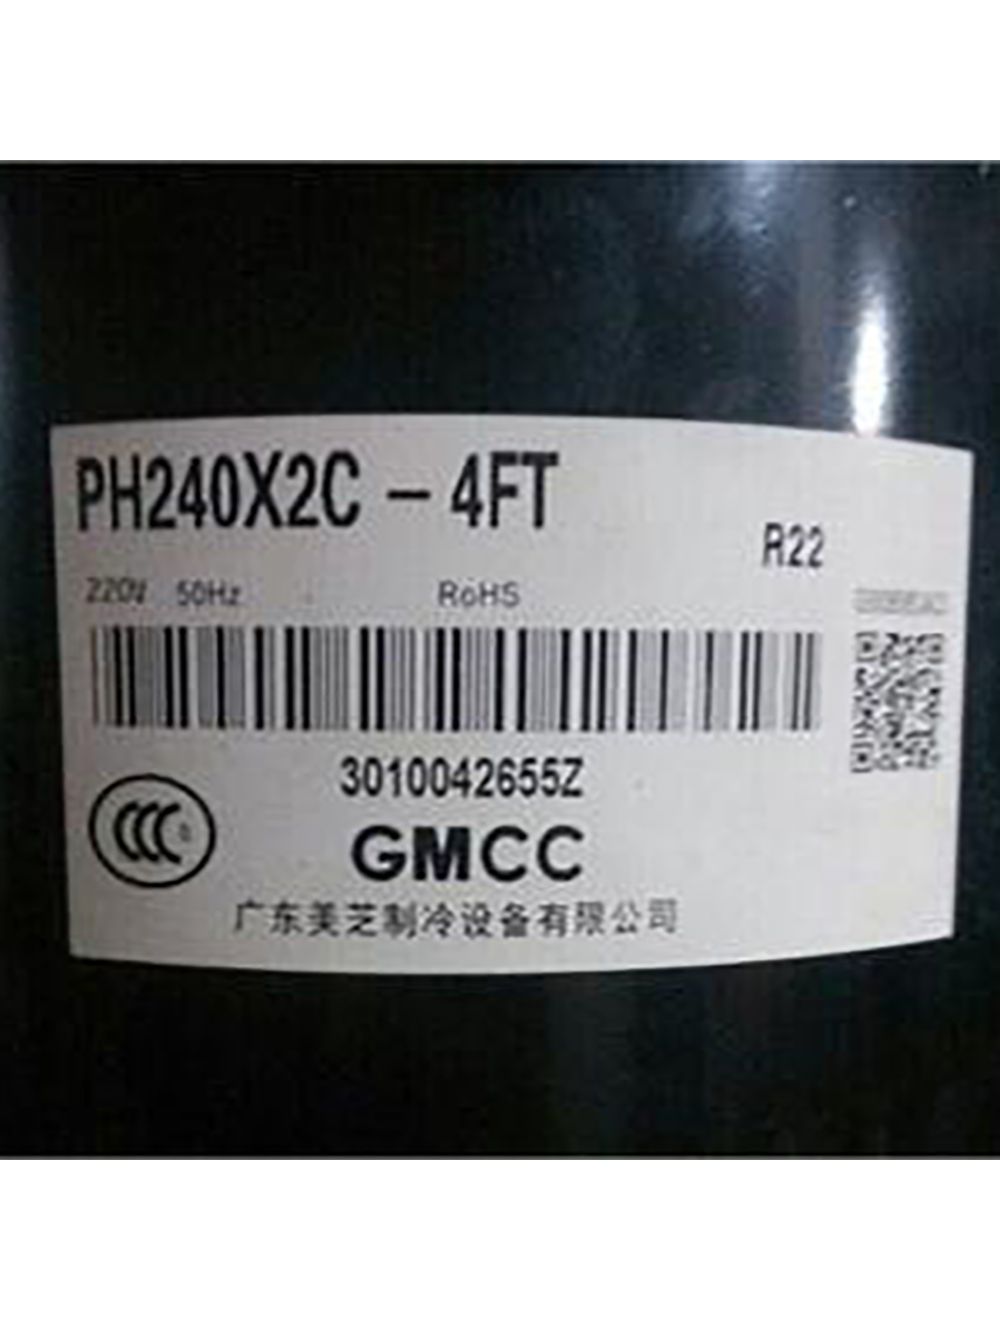 PH240X2C - 4FT
R22
220V 50Hz RoHS
3010042655Z
CCC
GMCC
广东美芝制冷设备有限公司